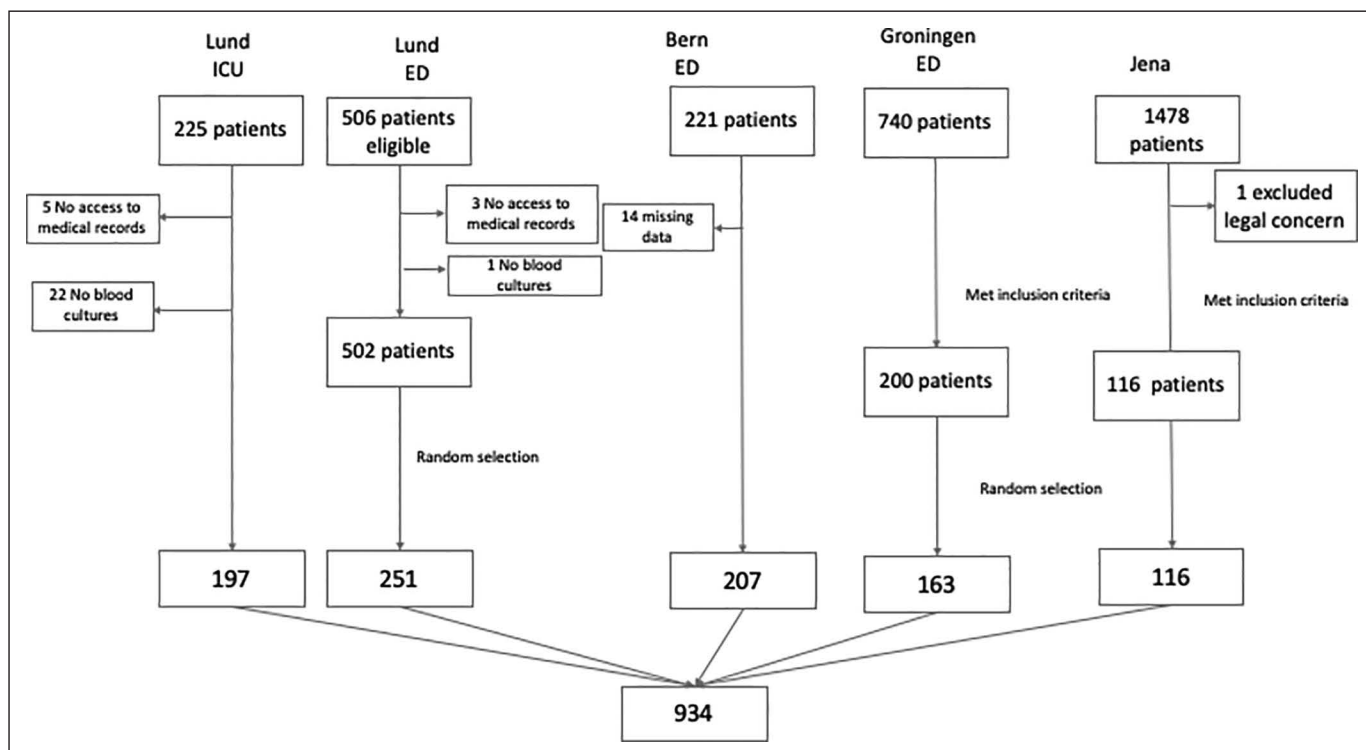 Lund
ICU
225 patients
5 No access to
medical records
22 No blood
cultures
197
Lund
ED
506 patients
eligible
3 No access to
medical records
1 No blood
cultures
502 patients
Random selection
251
Bern
ED
221 patients
14 missing
data
207
Groningen
ED
740 patients
Met inclusion criteria
200 patients
Random selection
163
Jena
1478
patients
1 excluded
legal concern
Met inclusion criteria
116 patients
116
934